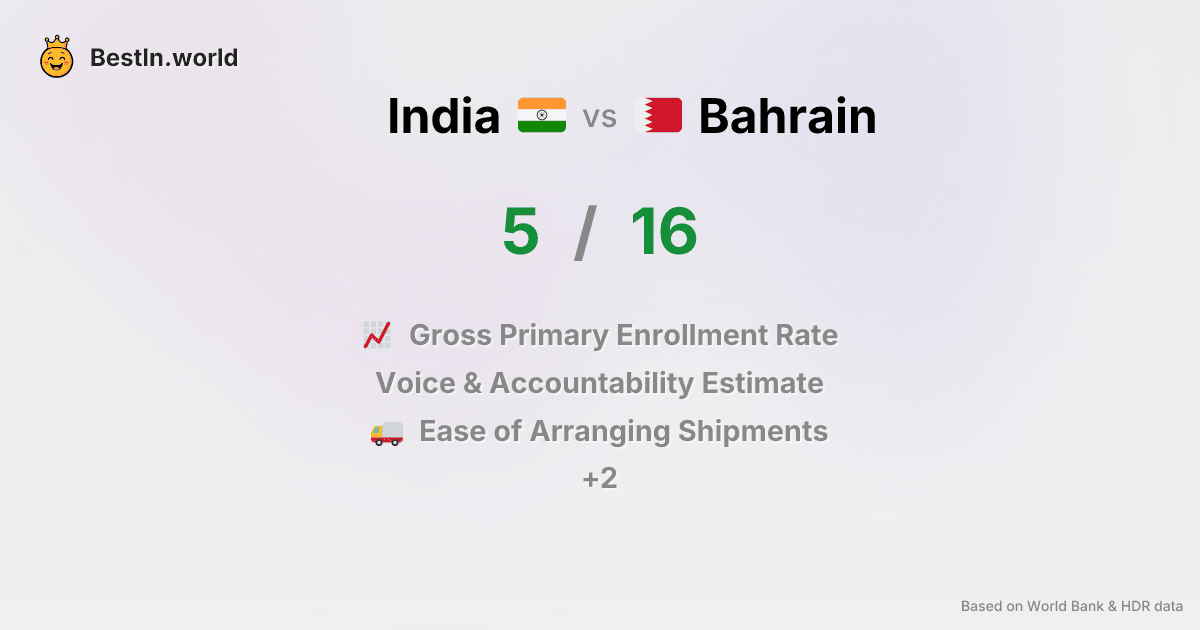 BestIn.world
India vs Bahrain
5 / 16
Gross Primary Enrollment Rate
Voice & Accountability Estimate
Ease of Arranging Shipments
+2
Based on World Bank & HDR data